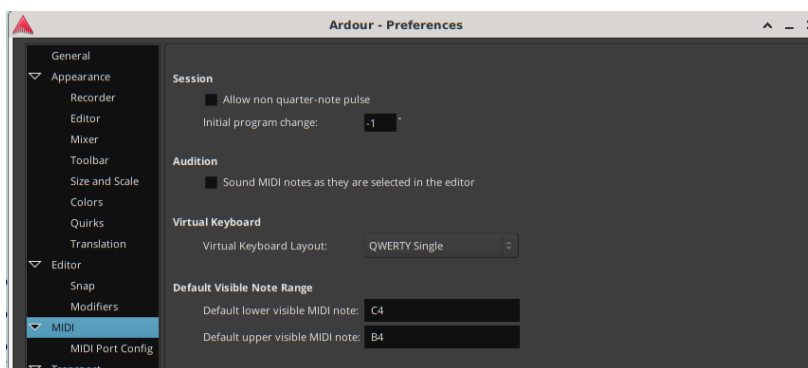 Ardour - Preferences
General
Appearance
Recorder
Editor
Mixer
Toolbar
Size and Scale
Colors
Quirks
Translation
Editor
Snap
Modifiers
MIDI
MIDI Port Config
Transport
Session
Allow non quarter-note pulse
Initial program change: -1
Audition
Sound MIDI notes as they are selected in the editor
Virtual Keyboard
Virtual Keyboard Layout: QWERTY Single
Default Visible Note Range
Default lower visible MIDI note: C4
Default upper visible MIDI note: B4